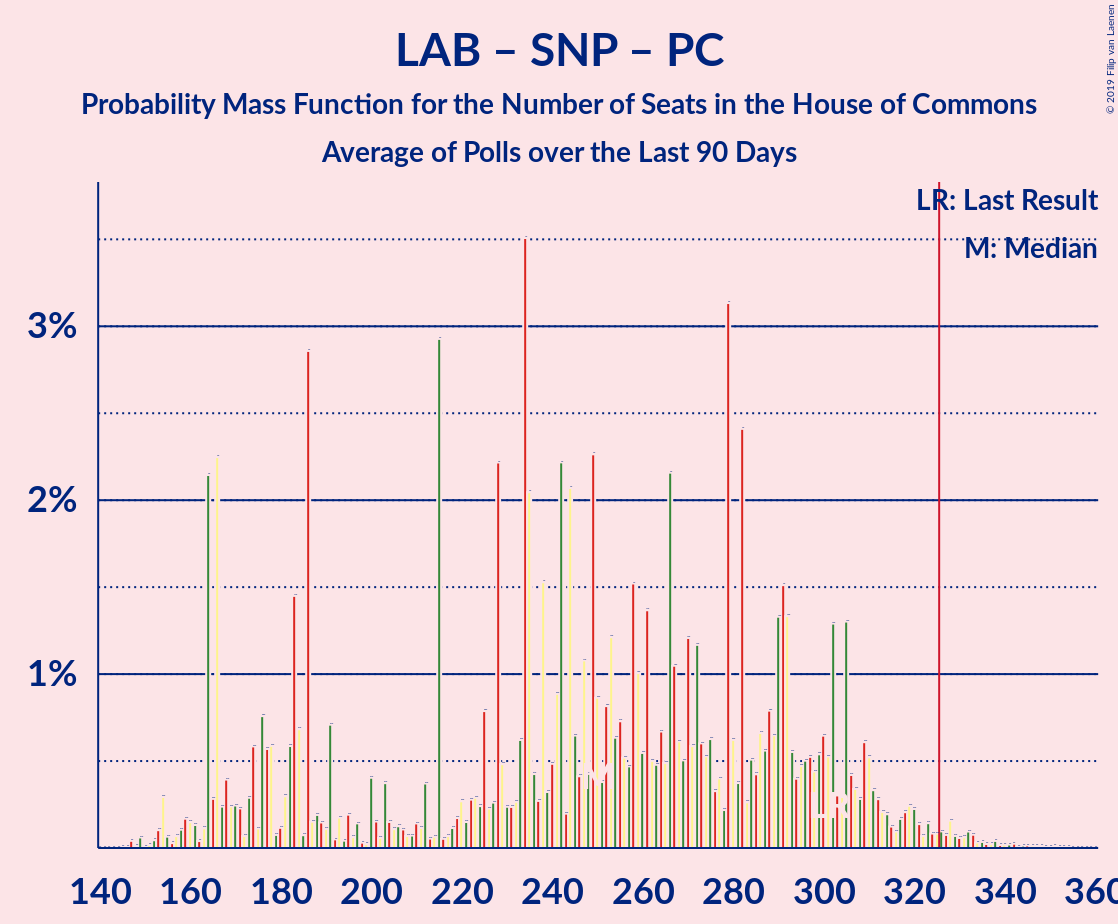 LAB – SNP – PC
Probability Mass Function for the Number of Seats in the House of Commons
Average of Polls over the Last 90 Days
© 2019 Filip van Laenen
LR: Last Result
M: Median
3%
2%
1%
140 160 180 200 220 240 260 280 300 320 340 360